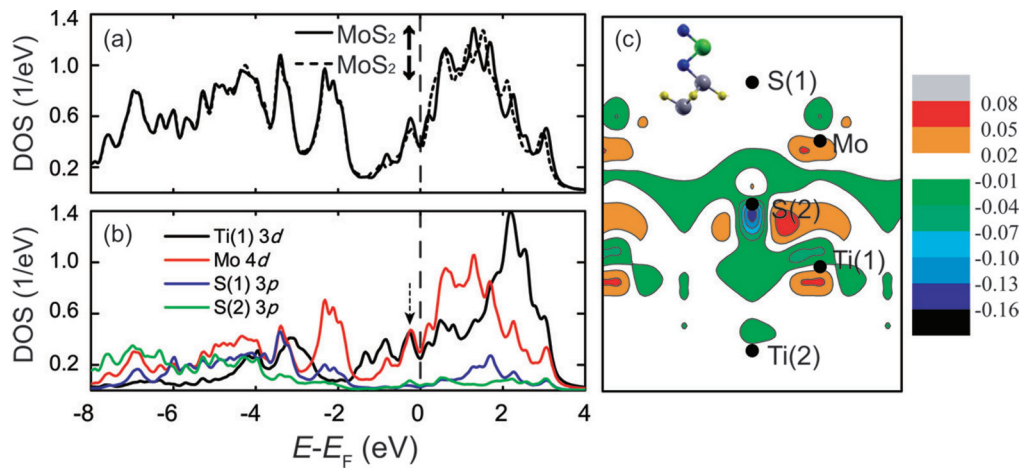 (a)
MoS₂
MoS₂
DOS (1/eV)
1.4
1.0
0.6
0.2
(b)
Ti(1) 3d
Mo 4d
S(1) 3p
S(2) 3p
DOS (1/eV)
1.4
1.0
0.6
0.2
-8 -6 -4 -2 0 2 4
E-E_F (eV)
(c)
S(1)
Mo
S(2)
Ti(1)
Ti(2)
0.08
0.05
0.02
-0.01
-0.04
-0.07
-0.10
-0.13
-0.16